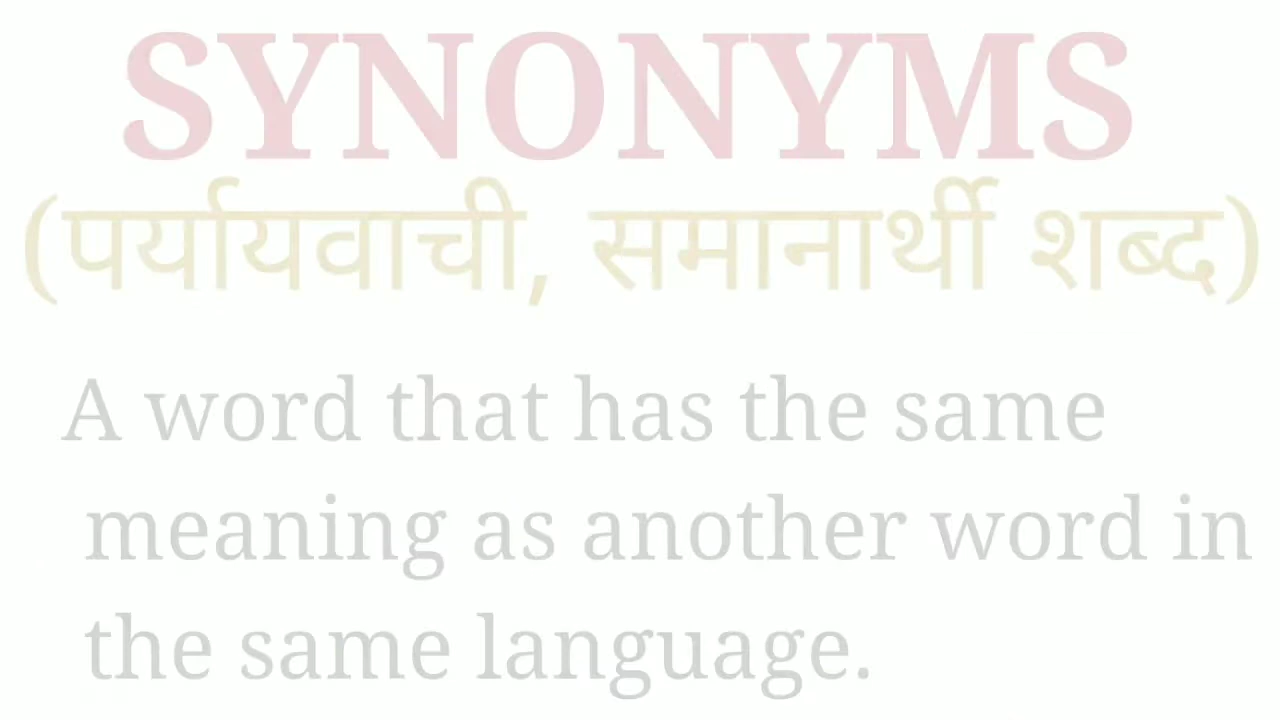 SYNONYMS
(पर्यायवाची, समानार्थी शब्द)
A word that has the same
meaning as another word in
the same language.